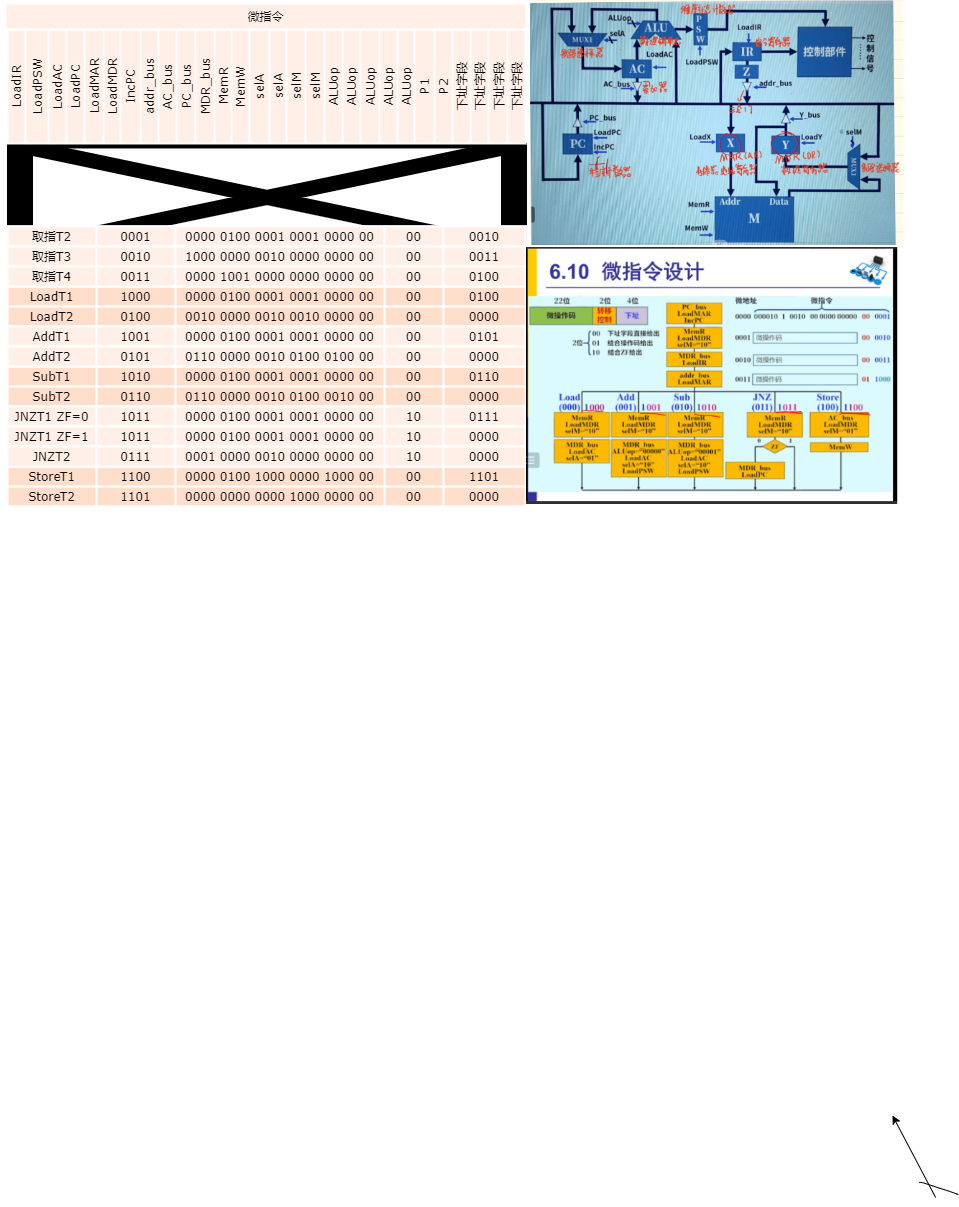 微指令
LoadIR
LoadPSW
LoadAC
LoadPC
LoadMAR
LoadMDR
IncPC
addr_bus
AC_bus
PC_bus
MDR_bus
MemR
MemW
selA
selA
selM
selM
ALUop
ALUop
ALUop
ALUop
ALUop
P1
P2
下址字段
下址字段
下址字段
下址字段
取指T2 0001 0000 0100 0001 0001 0000 00 00 0010
取指T3 0010 1000 0000 0010 0000 0000 00 00 0011
取指T4 0011 0000 1001 0000 0000 0000 00 00 0100
LoadT1 1000 0000 0100 0001 0001 0000 00 00 0100
LoadT2 0100 0010 0000 0010 0010 0000 00 00 0000
AddT1 1001 0000 0100 0001 0001 0000 00 00 0101
AddT2 0101 0110 0000 0010 0100 0100 00 00 0000
SubT1 1010 0000 0100 0001 0001 0000 00 00 0110
SubT2 0110 0110 0000 0010 0100 0010 00 00 0000
JNZT1 ZF=0 1011 0000 0100 0001 0001 0000 00 10 0111
JNZT1 ZF=1 1011 0000 0100 0001 0001 0000 00 10 0000
JNZT2 0111 0001 0000 0010 0000 0000 00 10 0000
StoreT1 1100 0000 0100 1000 0000 1000 00 00 1101
StoreT2 1101 0000 0000 0000 1000 0000 00 00 0000
ALUop
ALU
PSW
LoadIR
MUX1
selA
LoadAC
LoadPSW
IR
控制部件
控制信号
AC
Z
AC_bus
addr_bus
PC_bus
Y_bus
LoadPC
PC
IncPC
LoadX
X
Y
LoadY
selM
MUX1
MAR(AR)
MDR(DR)
MemR
Addr
Data
M
MemW
6.10 微指令设计
22位 2位 4位
微操作码 转移控制 下址
2位
00 下址字段直接给出
01 结合操作码给出
10 结合ZF给出
PC_bus
LoadMAR
IncPC
MemR
LoadMDR
selM="10"
MDR_bus
LoadIR
addr_bus
LoadMAR
微地址 微指令
0000 000010 1 0010 00 0000 00000 00 0001
0001 微操作码 00 0010
0010 微操作码 00 0011
0011 微操作码 01 1000
Load Add Sub JNZ Store
(000) 1000 (001) 1001 (010) 1010 (011) 1011 (100) 1100
MemR
LoadMDR
selM="10"
MemR
LoadMDR
selM="10"
MemR
LoadMDR
selM="10"
MemR
LoadMDR
selM="10"
AC_bus
LoadMDR
selM="01"
MDR_bus
LoadAC
selA="01"
MDR_bus
ALUop="00000"
LoadAC
selA="10"
LoadPSW
MDR_bus
ALUop="00001"
LoadAC
selA="10"
LoadPSW
0 ZF 1
MDR_bus
LoadPC
MemW